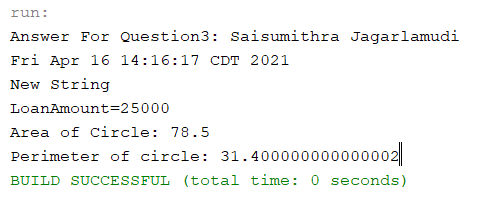 run:
Answer For Question3: Saisumithra Jagarlamudi
Fri Apr 16 14:16:17 CDT 2021
New String
LoanAmount=25000
Area of Circle: 78.5
Perimeter of circle: 31.400000000000002
BUILD SUCCESSFUL (total time: 0 seconds)